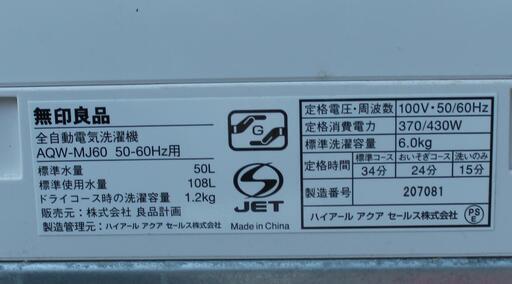 無印良品
全自動電気洗濯機
AQW-MJ60 50-60Hz用
標準水量 50L
標準使用水量 108L
ドライコース時の洗濯容量 1.2kg
販売元：株式会社 良品計画
製造管理元：ハイアール アクア セールス株式会社
G
JET
Made in China
定格電圧・周波数 100V・50/60Hz
定格消費電力 370/430W
標準洗濯容量 6.0kg
定格時間 標準コース おいそぎコース 洗いのみ
34分 24分 15分
製造番号 207081
ハイアール アクア セールス株式会社
PS
E